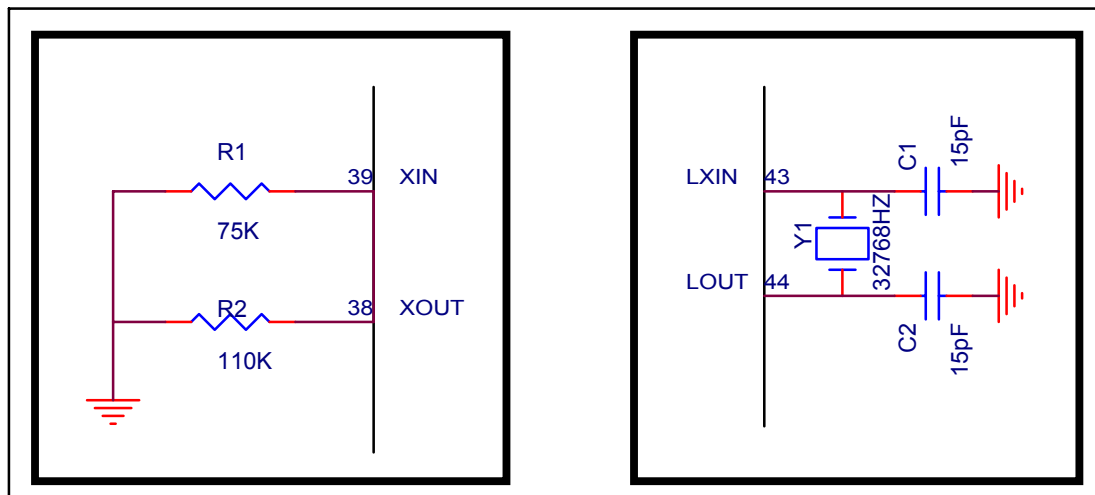 R1
39 XIN
75K
R2
38 XOUT
110K
C1
15pF
LXIN 43
Y1
32768HZ
LOUT 44
C2
15pF